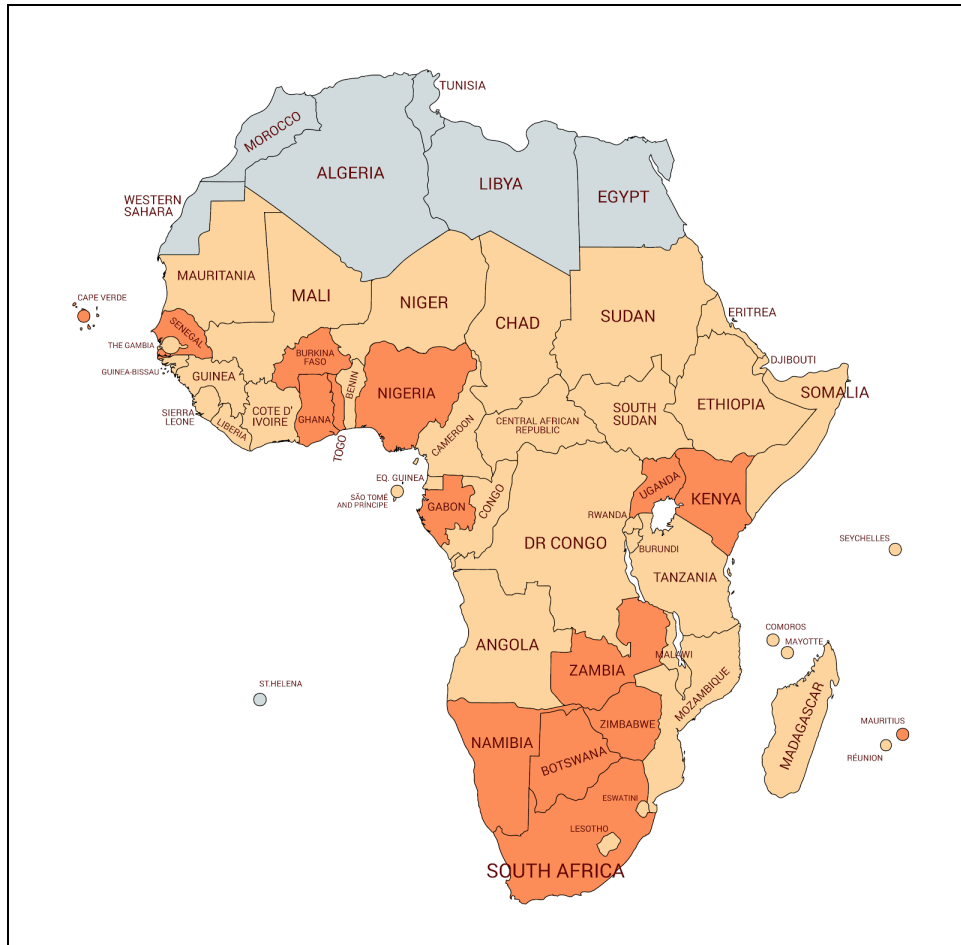 TUNISIA
MOROCCO
ALGERIA
LIBYA
EGYPT
WESTERN
SAHARA
MAURITANIA
MALI
NIGER
CHAD
SUDAN
ERITREA
CAPE VERDE
SENEGAL
THE GAMBIA
GUINEA-BISSAU
GUINEA
SIERRA
LEONE
LIBERIA
COTE D'
IVOIRE
BURKINA
FASO
GHANA
TOGO
BENIN
NIGERIA
CAMEROON
CENTRAL AFRICAN
REPUBLIC
SOUTH
SUDAN
ETHIOPIA
DJIBOUTI
SOMALIA
EQ. GUINEA
SÃO TOMÉ
AND PRÍNCIPE
GABON
CONGO
DR CONGO
UGANDA
KENYA
RWANDA
BURUNDI
TANZANIA
SEYCHELLES
COMOROS
MAYOTTE
ANGOLA
ZAMBIA
MALAWI
MOZAMBIQUE
MADAGASCAR
MAURITIUS
RÉUNION
ST.HELENA
NAMIBIA
BOTSWANA
ZIMBABWE
ESWATINI
LESOTHO
SOUTH AFRICA